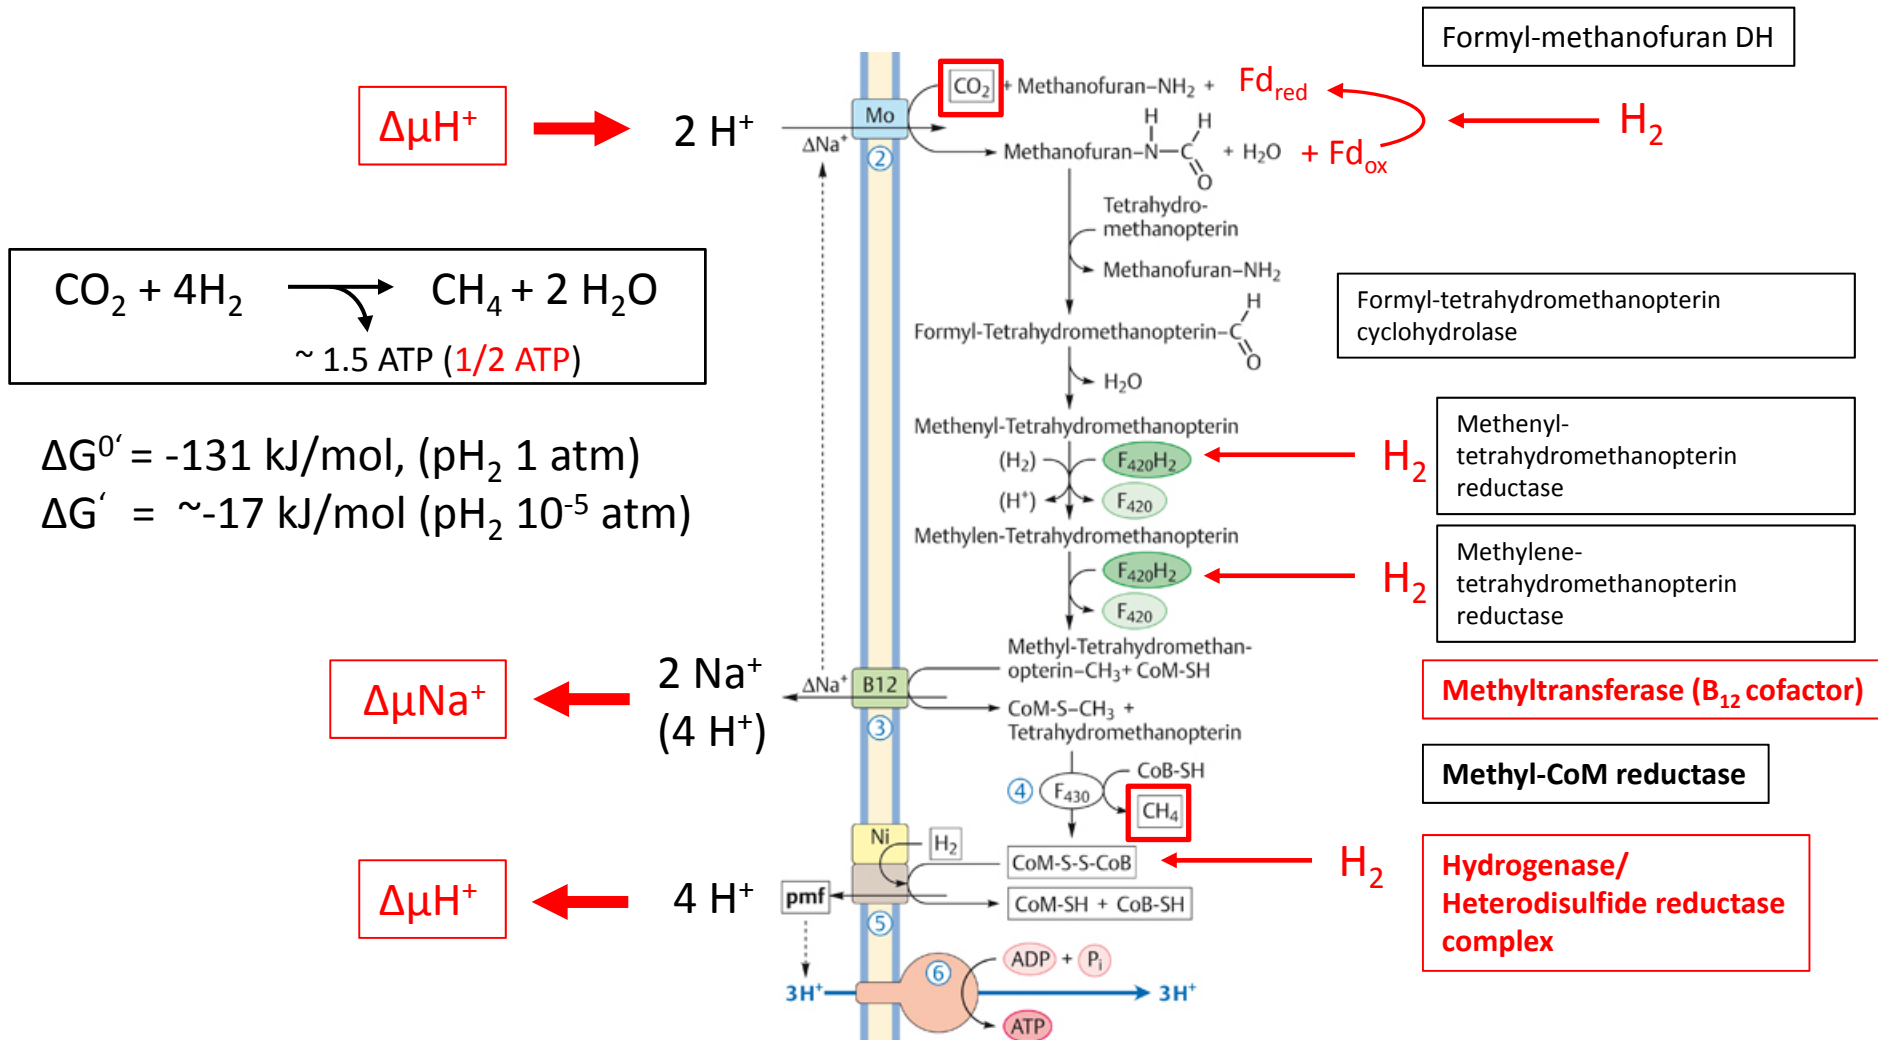 Formyl-methanofuran DH
CO₂ + Methanofuran–NH₂ + Fd_red
ΔμH⁺
2 H⁺
Mo
ΔNa⁺
②
H₂
H H
Methanofuran–N–C + H₂O + Fd_ox
O
Tetrahydro-
methanopterin
Methanofuran–NH₂
CO₂ + 4H₂ CH₄ + 2 H₂O
~ 1.5 ATP (1/2 ATP)
H
Formyl-Tetrahydromethanopterin–C
O
Formyl-tetrahydromethanopterin
cyclohydrolase
H₂O
ΔG⁰‘ = -131 kJ/mol, (pH₂ 1 atm)
ΔG‘ = ~-17 kJ/mol (pH₂ 10⁻⁵ atm)
Methenyl-Tetrahydromethanopterin
(H₂) F₄₂₀H₂
(H⁺) F₄₂₀
H₂
Methenyl-
tetrahydromethanopterin
reductase
Methylen-Tetrahydromethanopterin
F₄₂₀H₂
F₄₂₀
H₂
Methylene-
tetrahydromethanopterin
reductase
Methyl-Tetrahydromethan-
opterin–CH₃+ CoM-SH
ΔμNa⁺
2 Na⁺
(4 H⁺)
ΔNa⁺
B12
③
CoM-S–CH₃ +
Tetrahydromethanopterin
Methyltransferase (B₁₂ cofactor)
④ F₄₃₀
CoB-SH
CH₄
Methyl-CoM reductase
Ni
H₂
CoM-S-S-CoB
H₂
Hydrogenase/
Heterodisulfide reductase
complex
ΔμH⁺
4 H⁺
pmf
CoM-SH + CoB-SH
⑤
⑥
ADP + Pᵢ
3H⁺ 3H⁺
ATP